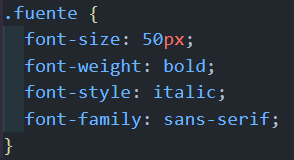 .fuente {
font-size: 50px;
font-weight: bold;
font-style: italic;
font-family: sans-serif;
}